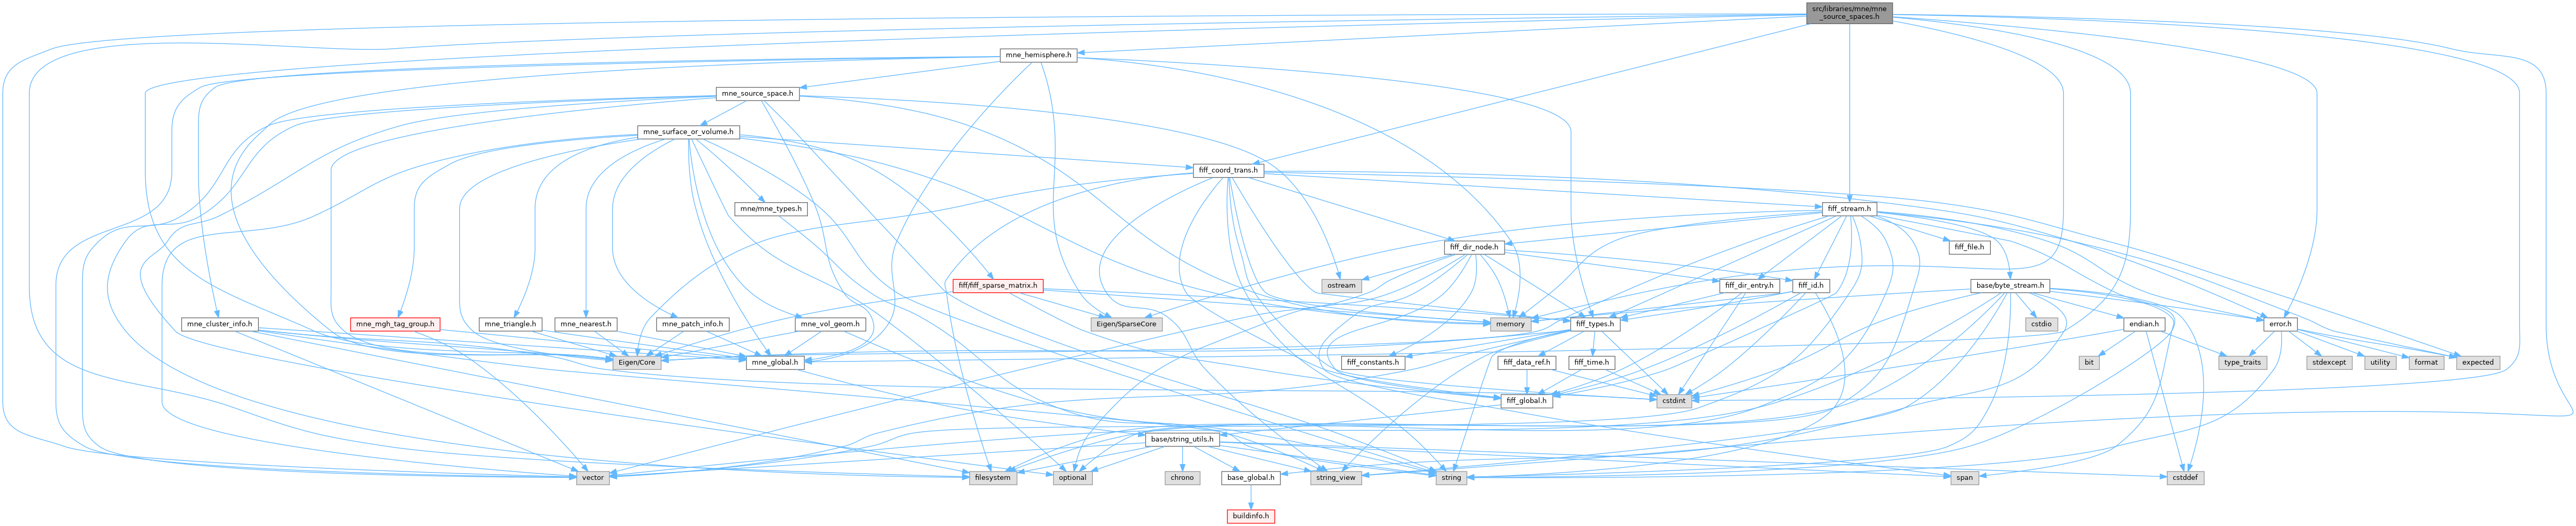 src/libraries/mne/mne
_source_spaces.h
mne_hemisphere.h
mne_source_space.h
mne_surface_or_volume.h
fiff_coord_trans.h
mne/mne_types.h
fiff_stream.h
fiff_dir_node.h
fiff_file.h
fiff/fiff_sparse_matrix.h
ostream
fiff_dir_entry.h
fiff_id.h
base/byte_stream.h
mne_cluster_info.h
mne_mgh_tag_group.h
mne_triangle.h
mne_nearest.h
mne_patch_info.h
mne_vol_geom.h
Eigen/SparseCore
memory
fiff_types.h
cstdio
endian.h
error.h
Eigen/Core
mne_global.h
fiff_constants.h
fiff_data_ref.h
fiff_time.h
bit
type_traits
stdexcept
utility
format
expected
fiff_global.h
cstdint
base/string_utils.h
vector
filesystem
optional
chrono
base_global.h
string_view
string
span
cstddef
buildinfo.h